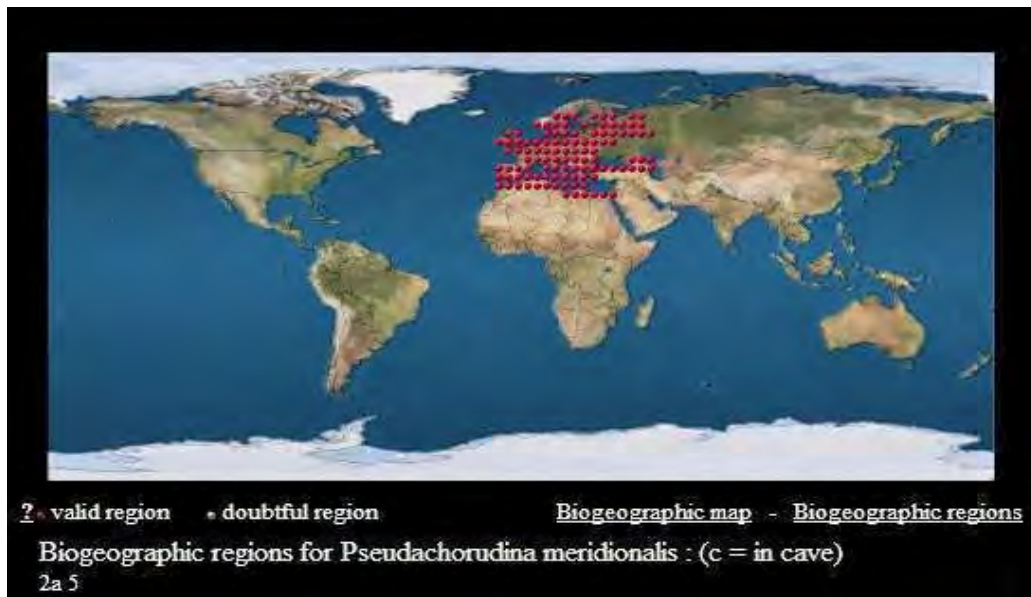 ? valid region doubtful region Biogeographic map - Biogeographic regions
Biogeographic regions for Pseudachorudina meridionalis : (c = in cave)
2a 5